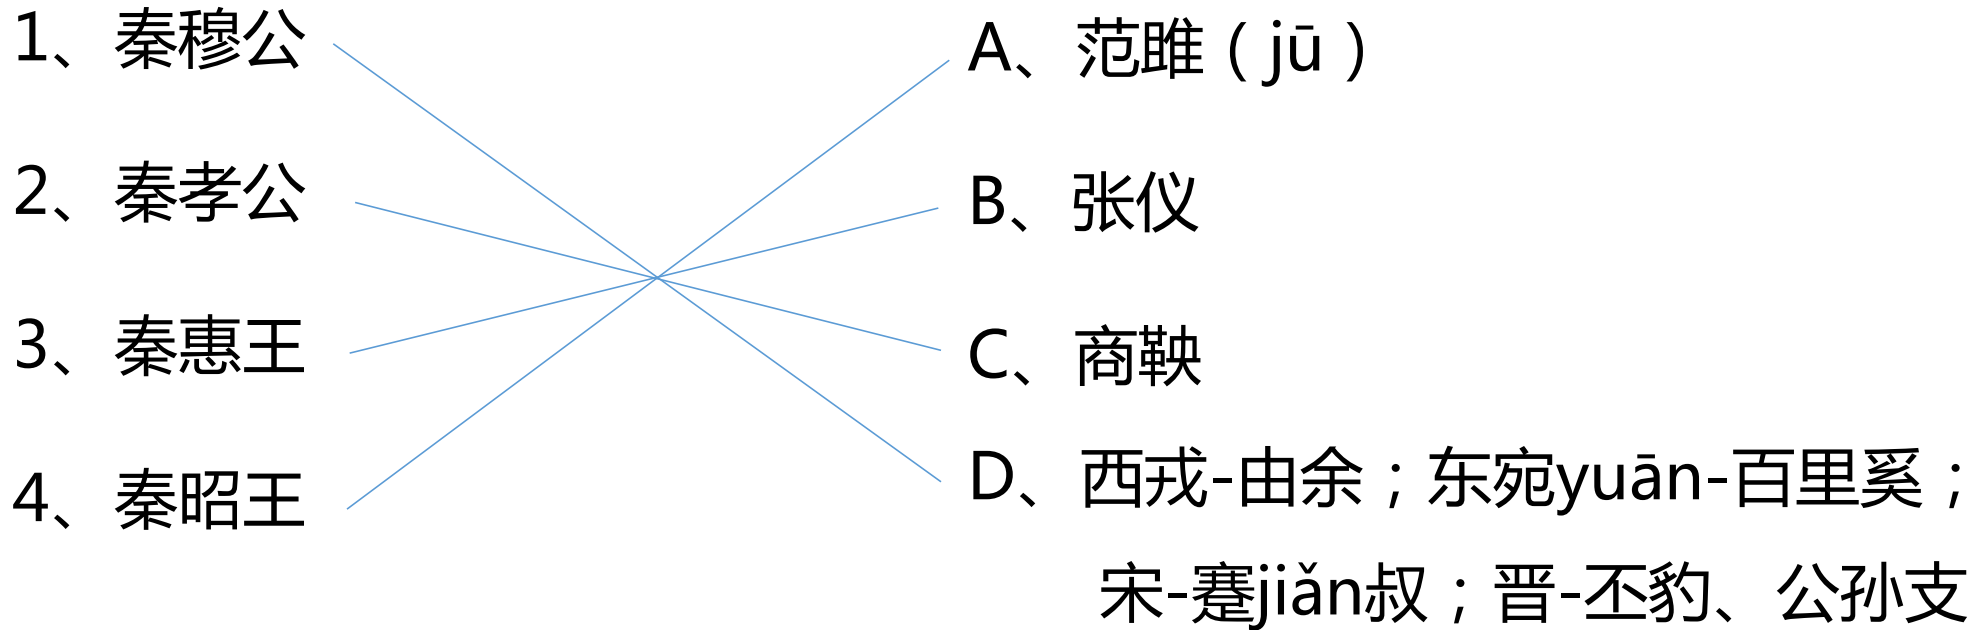 1、秦穆公
A、范雎（jū）
2、秦孝公
B、张仪
3、秦惠王
C、商鞅
4、秦昭王
D、西戎-由余；东宛yuān-百里奚；
宋-蹇jiǎn叔；晋-丕豹、公孙支